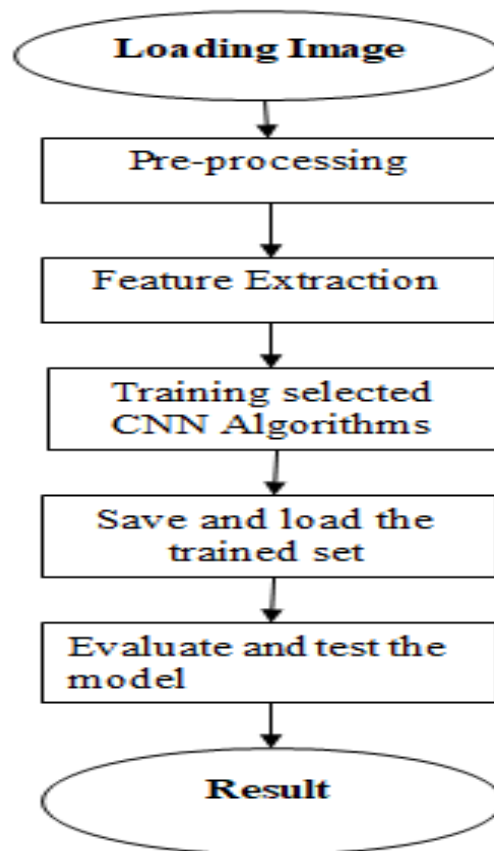 Loading Image
Pre-processing
Feature Extraction
Training selected
CNN Algorithms
Save and load the
trained set
Evaluate and test the
model
Result